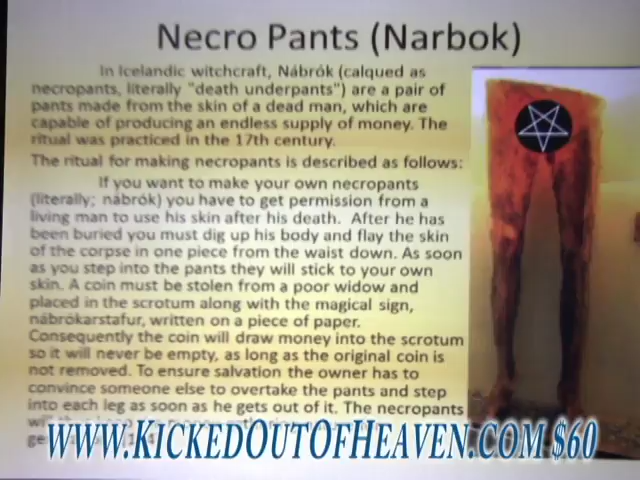 Necro Pants (Narbok)
In Icelandic witchcraft, Nábrók (calqued as
necropants, literally "death underpants") are a pair of
pants made from the skin of a dead man, which are
capable of producing an endless supply of money. The
ritual was practiced in the 17th century.
The ritual for making necropants is described as follows:
If you want to make your own necropants
(literally; nábrók) you have to get permission from a
living man to use his skin after his death. After he has
been buried you must dig up his body and flay the skin
of the corpse in one piece from the waist down. As soon
as you step into the pants they will stick to your own
skin. A coin must be stolen from a poor widow and
placed in the scrotum along with the magical sign,
nábrókarstafur, written on a piece of paper.
Consequently the coin will draw money into the scrotum
so it will never be empty, as long as the original coin is
not removed. To ensure salvation the owner has to
convince someone else to overtake the pants and step
into each leg as soon as he gets out of it. The necropants
WWW.KICKEDOUTOFHEAVEN.COM $60